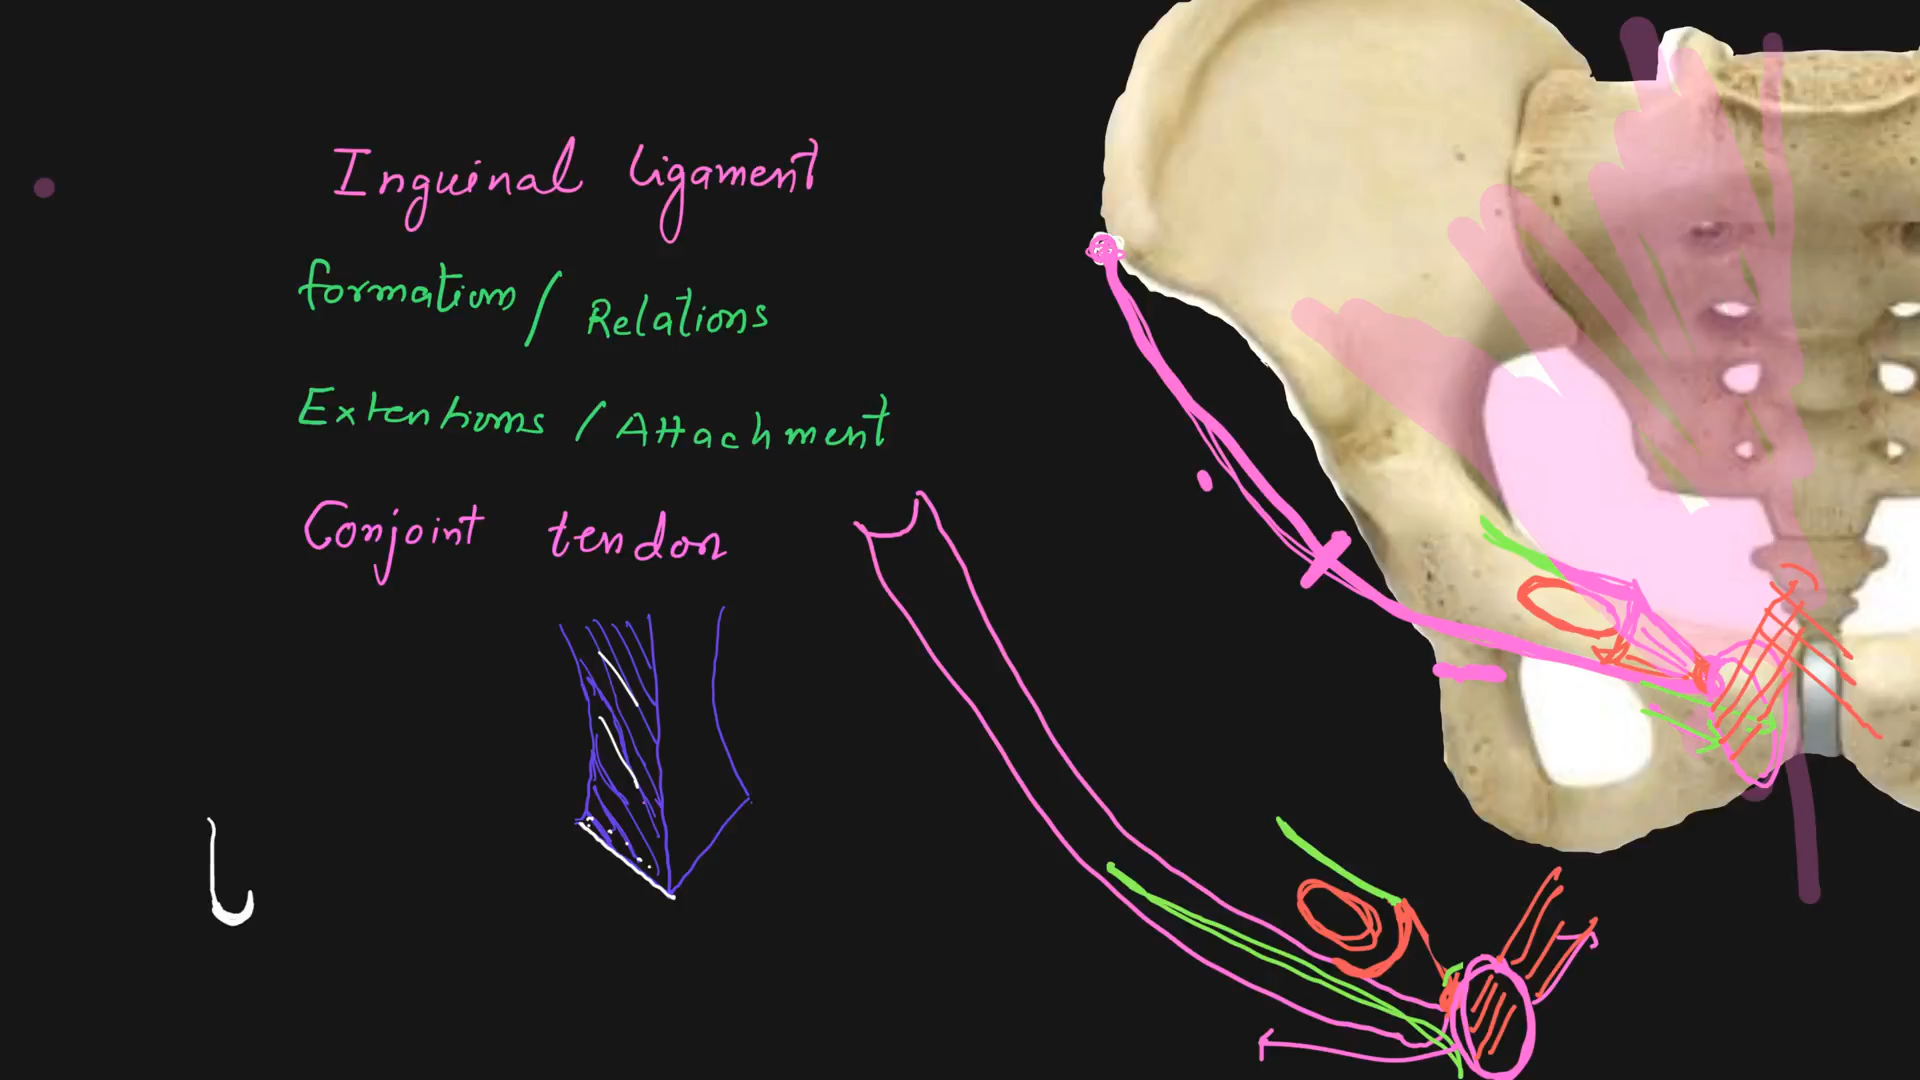 Inguinal ligament
formation / Relations
Extentions / Attachment
Conjoint tendon